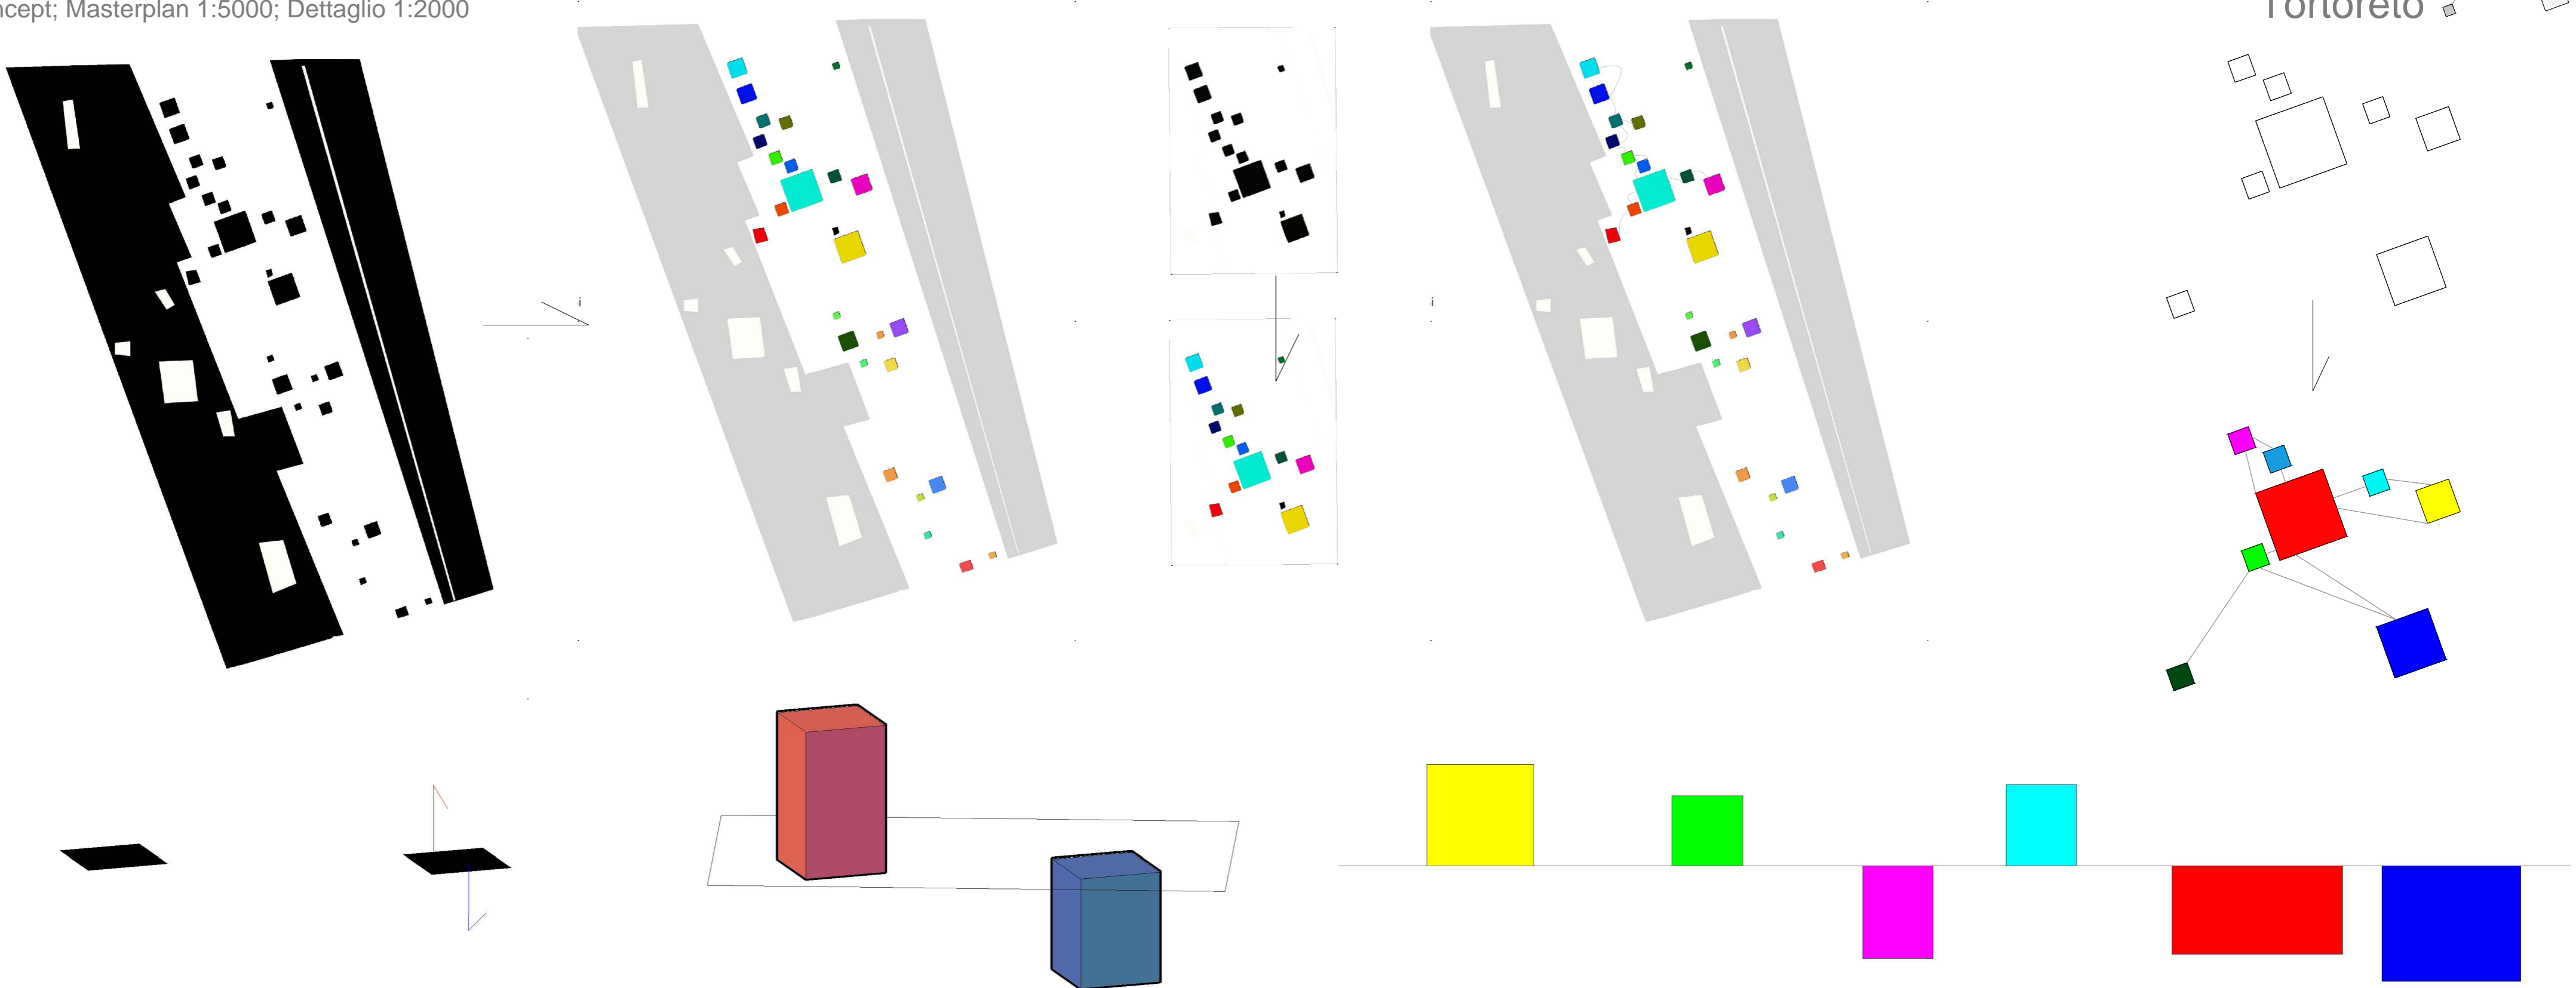 ncept; Masterplan 1:5000; Dettaglio 1:2000
Tortoreto
i
i